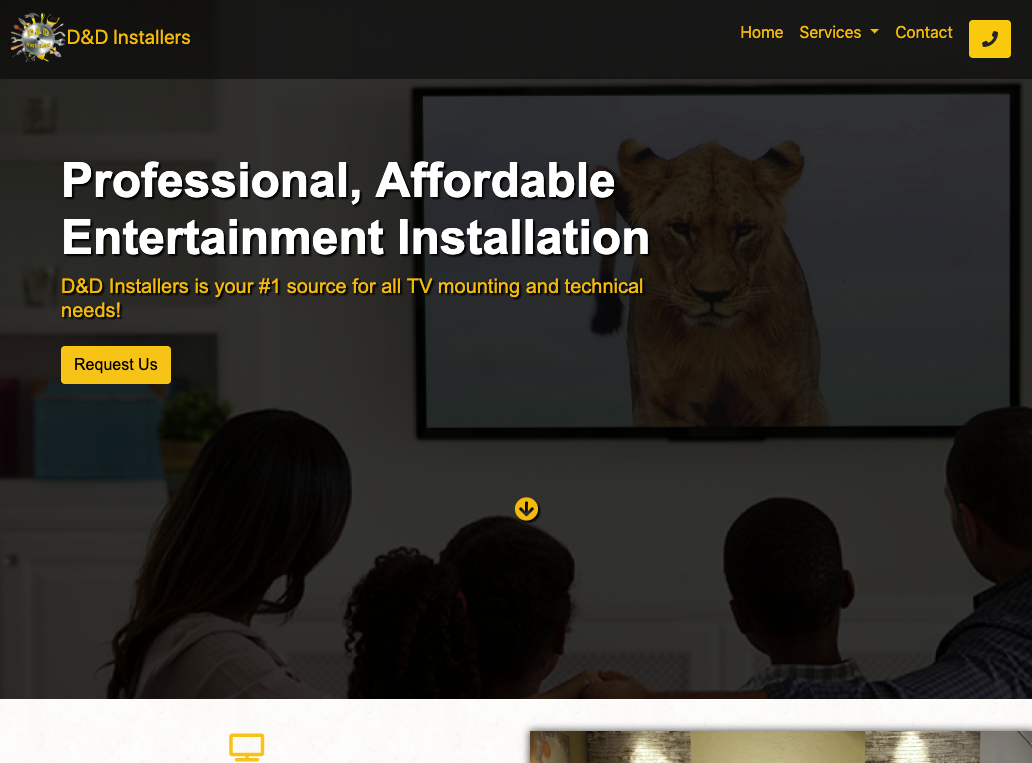 D&D Installers
Home
Services
Contact
Professional, Affordable
Entertainment Installation
D&D Installers is your #1 source for all TV mounting and technical
needs!
Request Us